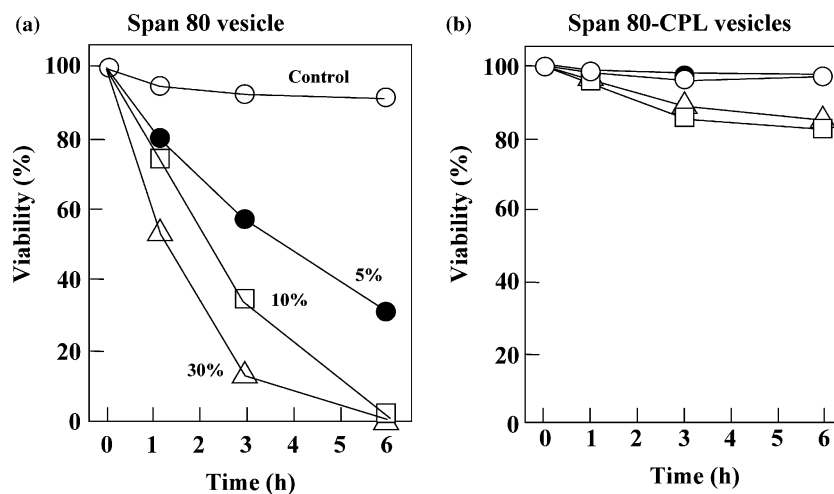 (a)
Span 80 vesicle
100
80
60
40
20
0
Viability (%)
Control
5%
10%
30%
0 1 2 3 4 5 6
Time (h)
(b)
Span 80-CPL vesicles
100
80
60
40
20
0
Viability (%)
0 1 2 3 4 5 6
Time (h)